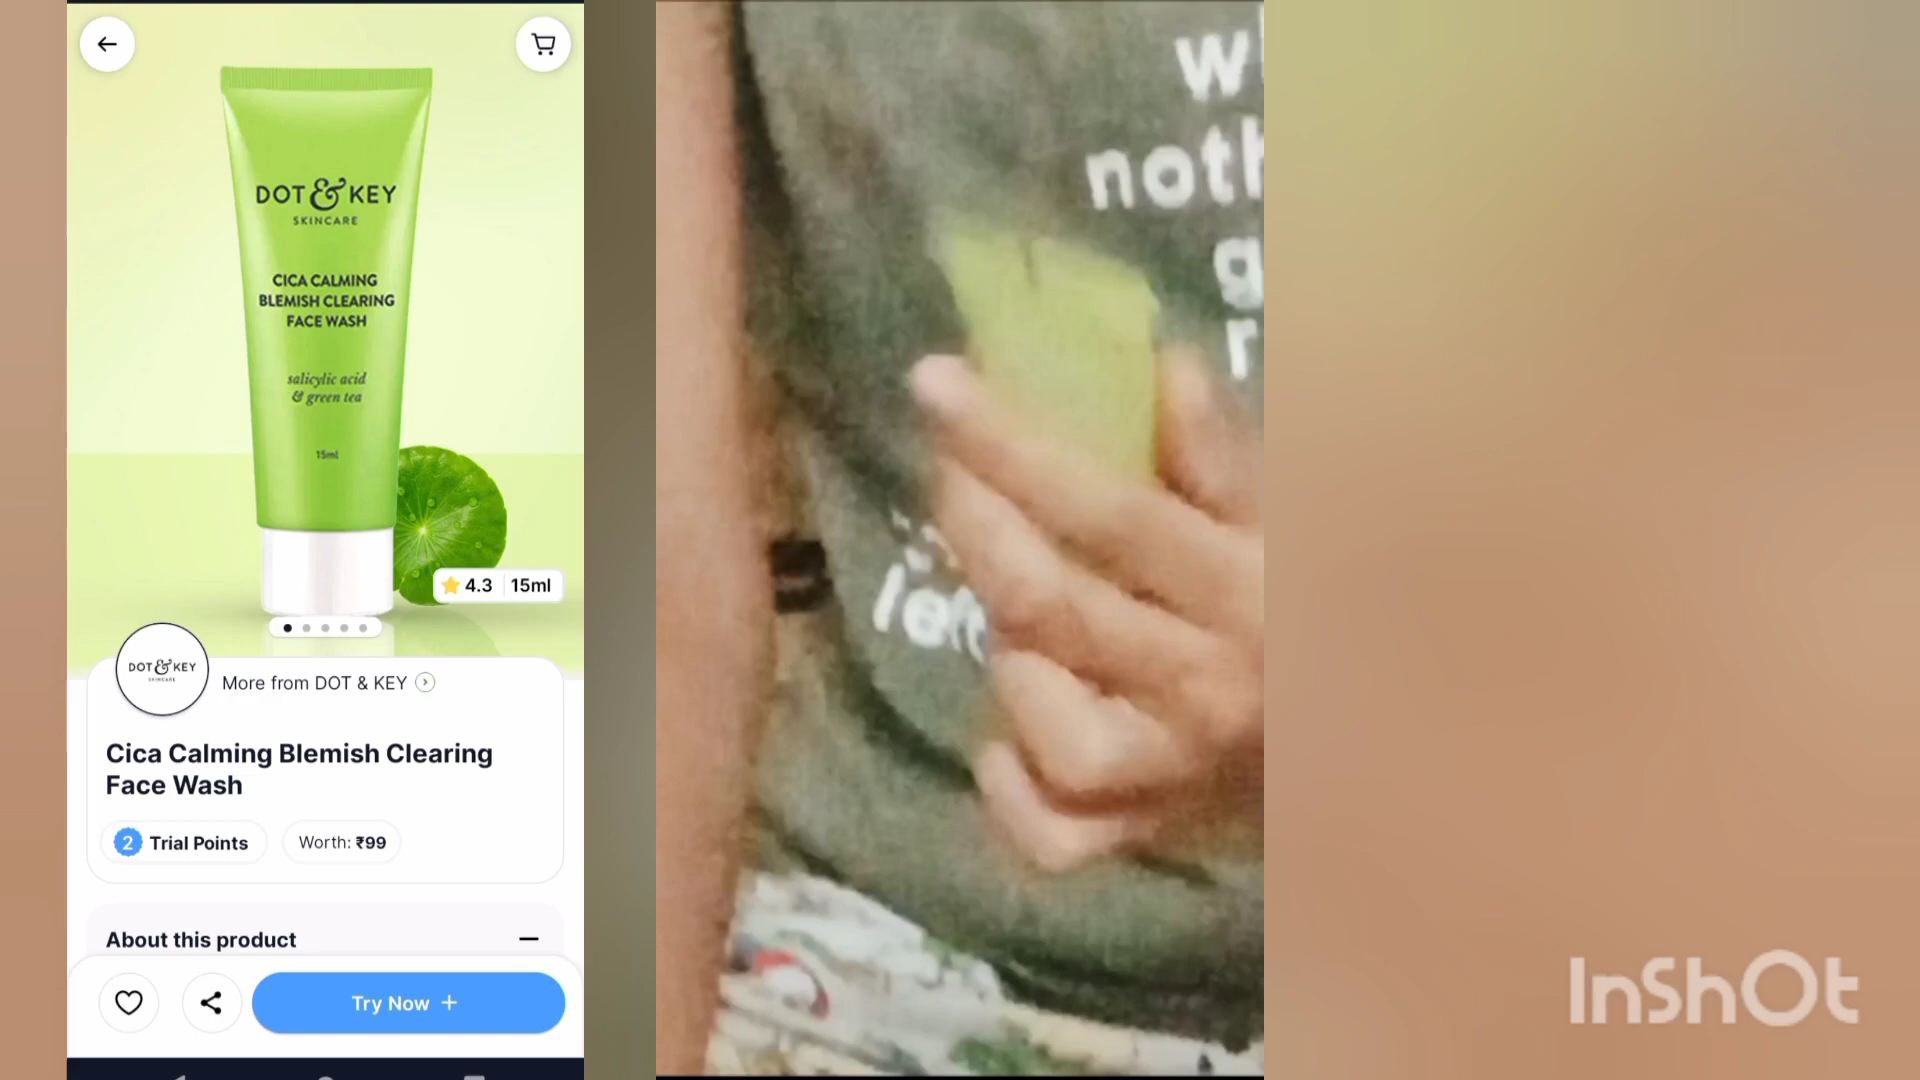 DOT & KEY
SKINCARE
CICA CALMING
BLEMISH CLEARING
FACE WASH
salicylic acid
& green tea
15ml
4.3
15ml
DOT & KEY
SKINCARE
More from DOT & KEY
Cica Calming Blemish Clearing
Face Wash
2 Trial Points
Worth: ₹99
About this product
Try Now +
noth
left
InShOt